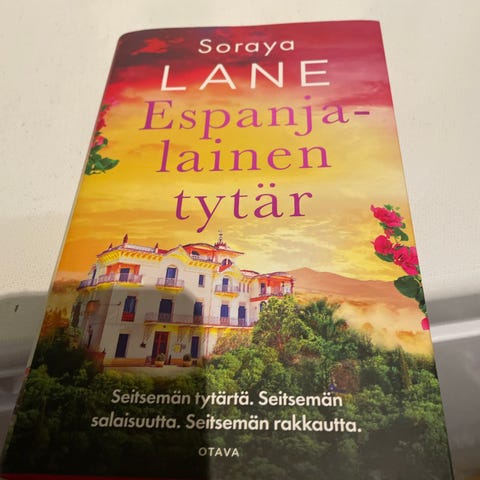 Soraya
LANE
Espanja-
lainen
tytär
Seitsemän tytärtä. Seitsemän
salaisuutta. Seitsemän rakkautta.
OTAVA